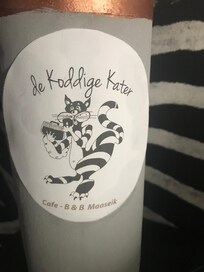 de Koddige Kater
Cafe - B & B Maaseik